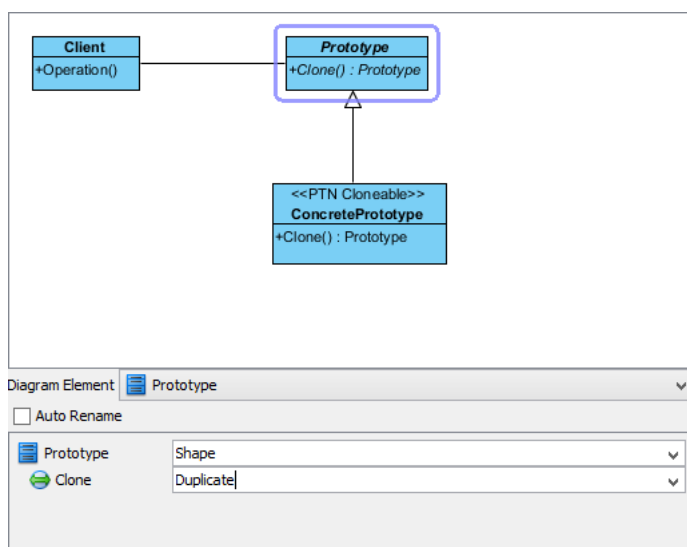 Client
+Operation()
Prototype
+Clone() : Prototype
<<PTN Cloneable>>
ConcretePrototype
+Clone() : Prototype
Diagram Element Prototype
Auto Rename
Prototype Shape
Clone Duplicate